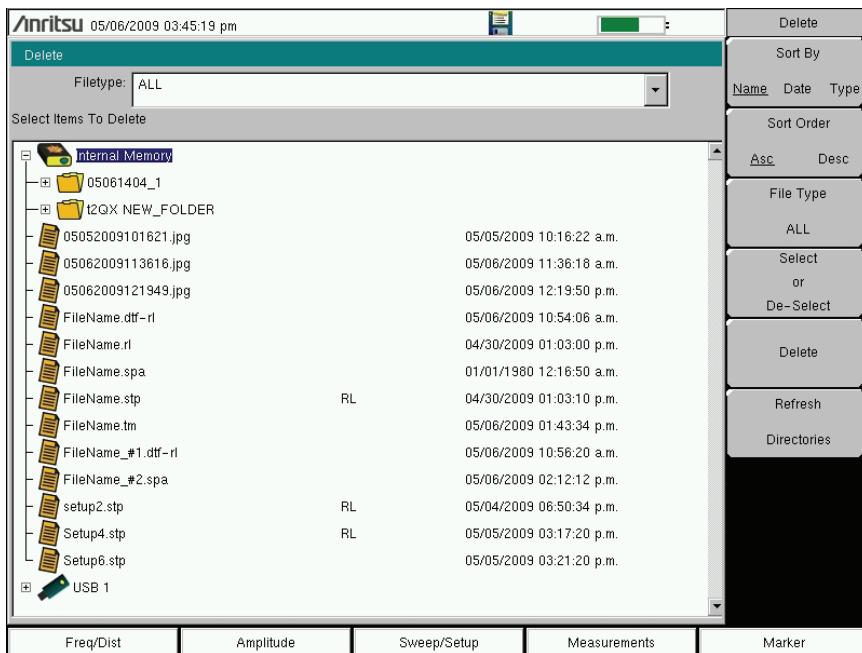 Anritsu 05/06/2009 03:45:19 pm
Delete
Filetype: ALL
Select Items To Delete
Internal Memory
05061404_1
t2QX NEW_FOLDER
05052009101621.jpg 05/05/2009 10:16:22 a.m.
05062009113616.jpg 05/06/2009 11:36:18 a.m.
05062009121949.jpg 05/06/2009 12:19:50 p.m.
FileName.dtf-rl 05/06/2009 10:54:06 a.m.
FileName.rl 04/30/2009 01:03:00 p.m.
FileName.spa 01/01/1980 12:16:50 a.m.
FileName.stp RL 04/30/2009 01:03:10 p.m.
FileName.tm 05/06/2009 01:43:34 p.m.
FileName_#1.dtf-rl 05/06/2009 10:56:20 a.m.
FileName_#2.spa 05/06/2009 02:12:12 p.m.
setup2.stp RL 05/04/2009 06:50:34 p.m.
Setup4.stp RL 05/05/2009 03:17:20 p.m.
Setup6.stp 05/05/2009 03:21:20 p.m.
USB 1
Delete
Sort By
Name Date Type
Sort Order
Asc Desc
File Type
ALL
Select
or
De-Select
Delete
Refresh
Directories
Freq/Dist Amplitude Sweep/Setup Measurements Marker